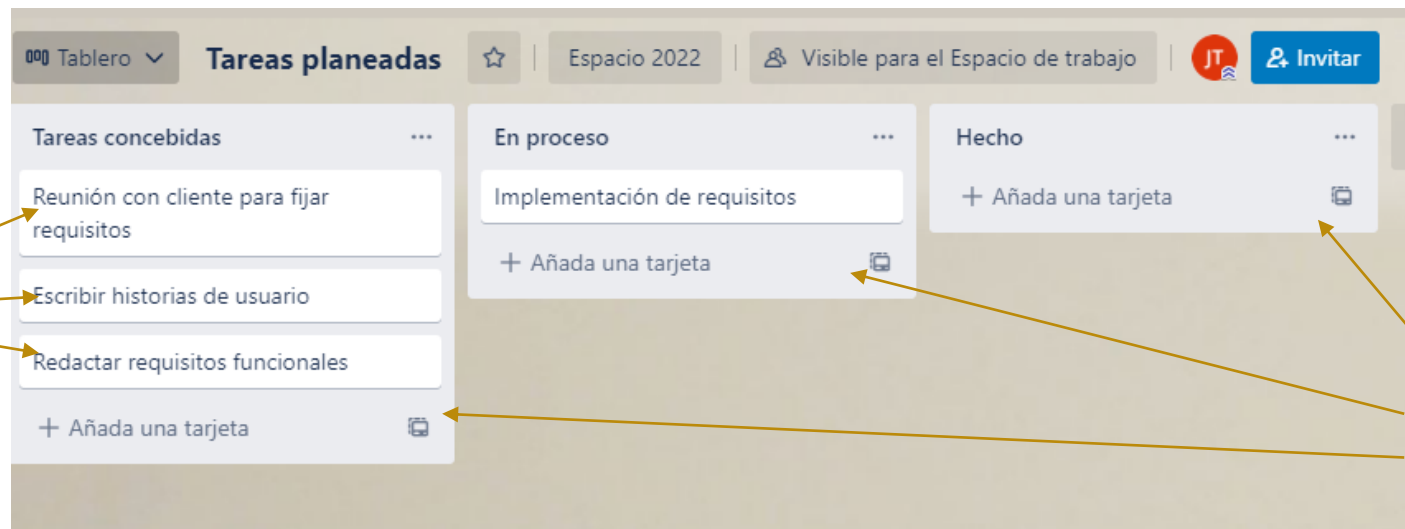 Tablero
Tareas planeadas
Espacio 2022
Visible para el Espacio de trabajo
JT
Invitar
Tareas concebidas
Reunión con cliente para fijar
requisitos
Escribir historias de usuario
Redactar requisitos funcionales
+ Añada una tarjeta
En proceso
Implementación de requisitos
+ Añada una tarjeta
Hecho
+ Añada una tarjeta